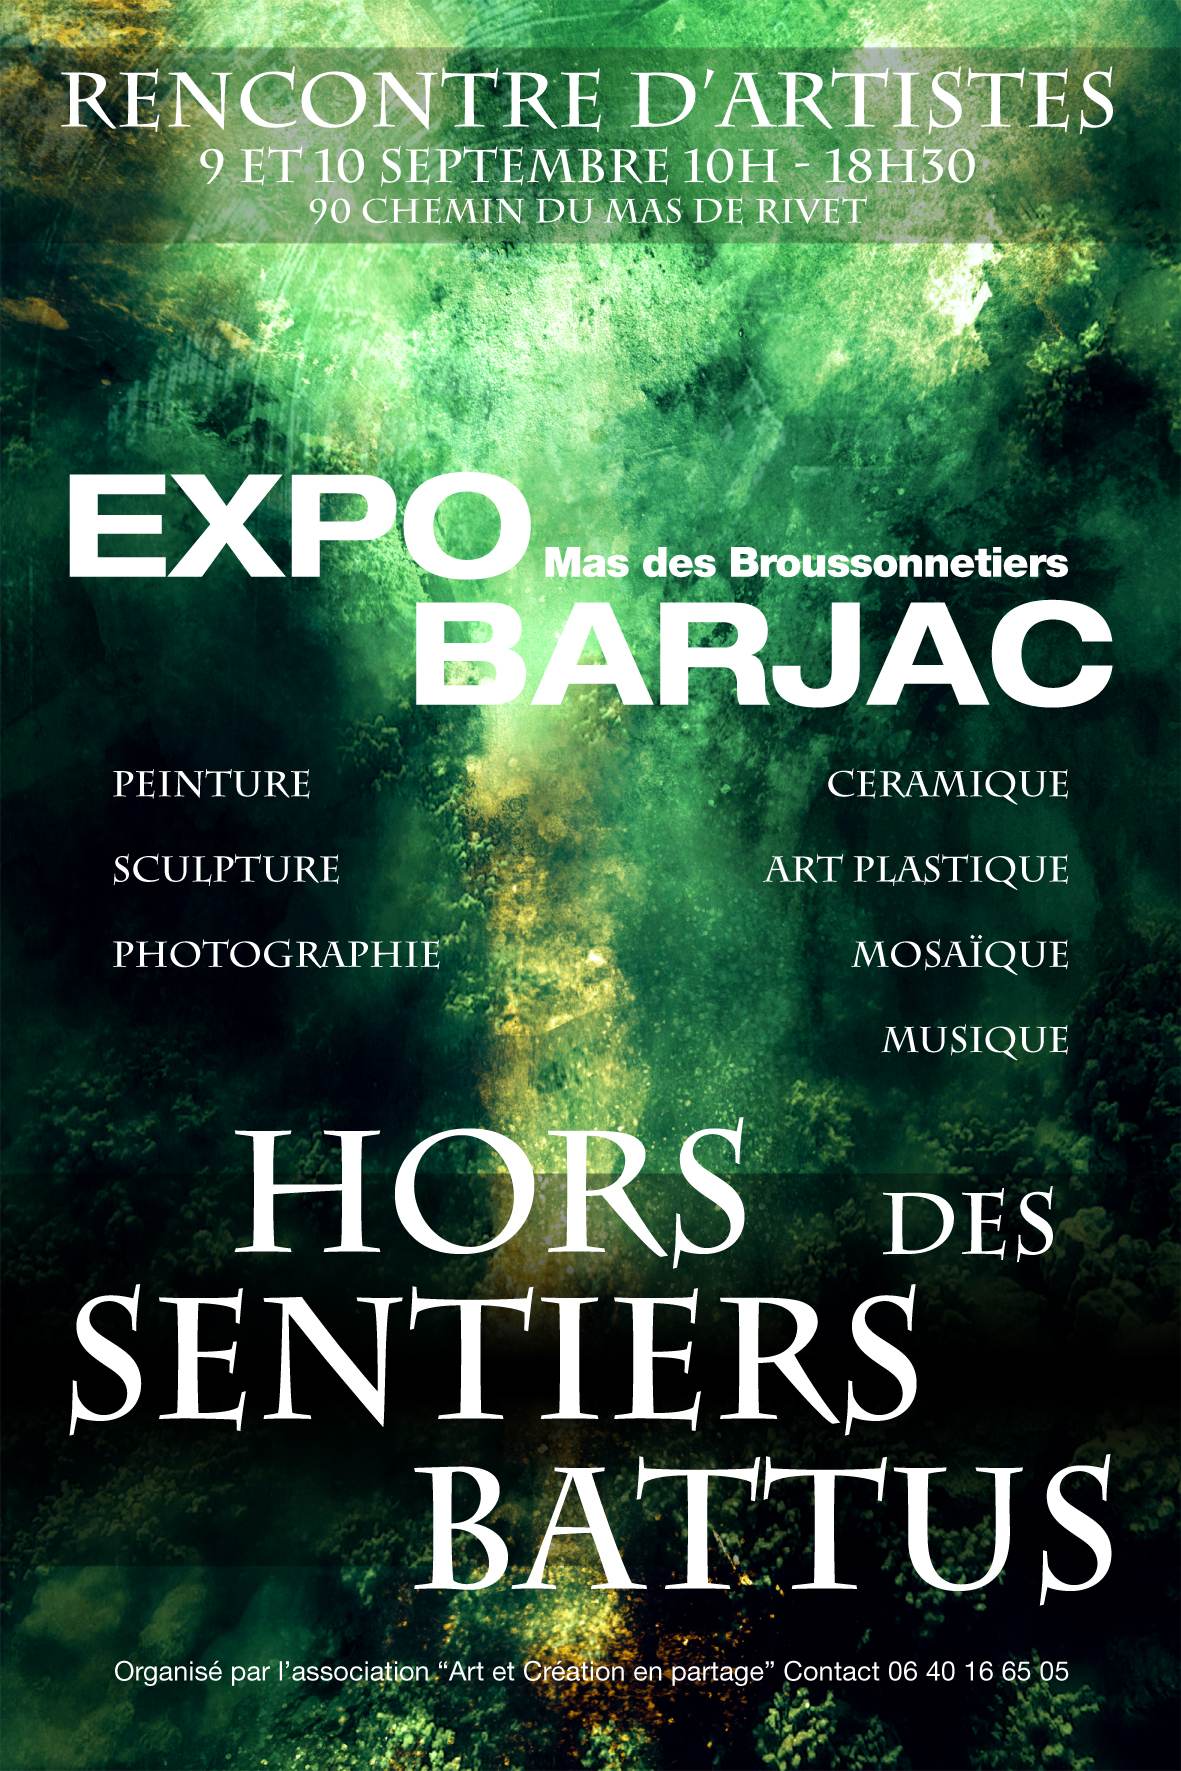 RENCONTRE D'ARTISTES
9 ET 10 SEPTEMBRE 10H - 18H30
90 CHEMIN DU MAS DE RIVET
EXPO
Mas des Broussonnetiers
BARJAC
PEINTURE
SCULPTURE
PHOTOGRAPHIE
CERAMIQUE
ART PLASTIQUE
MOSAÏQUE
MUSIQUE
HORS DES
SENTIERS
BATTUS
Organisé par l'association “Art et Création en partage” Contact 06 40 16 65 05